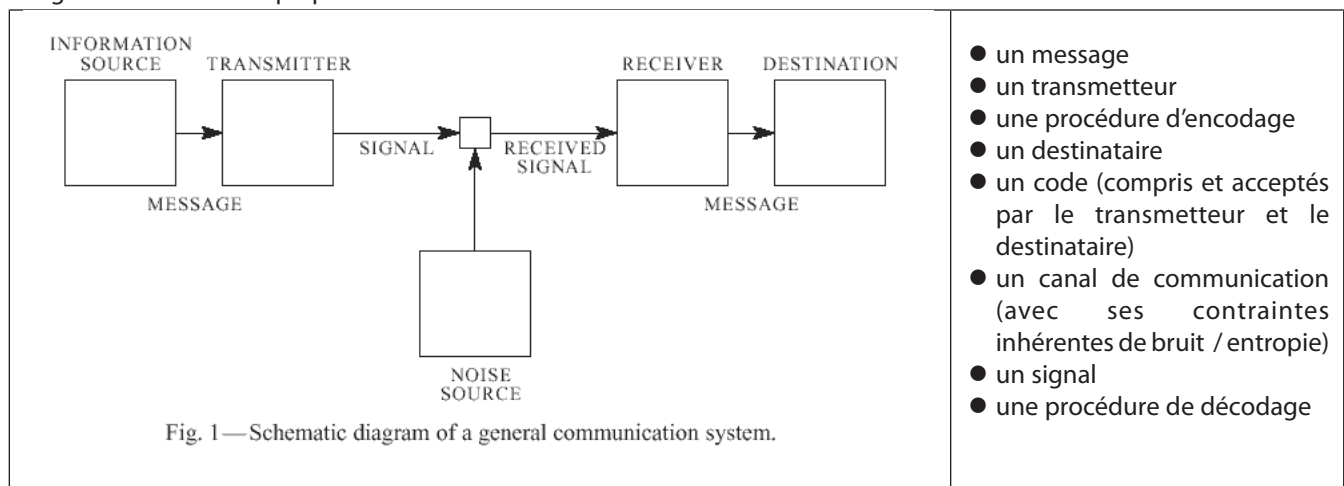 INFORMATION
SOURCE
TRANSMITTER
RECEIVER
DESTINATION
SIGNAL
RECEIVED
SIGNAL
MESSAGE
MESSAGE
NOISE
SOURCE
Fig. 1—Schematic diagram of a general communication system.
● un message
● un transmetteur
● une procédure d'encodage
● un destinataire
● un code (compris et acceptés
par le transmetteur et le
destinataire)
● un canal de communication
(avec ses contraintes
inhérentes de bruit / entropie)
● un signal
● une procédure de décodage